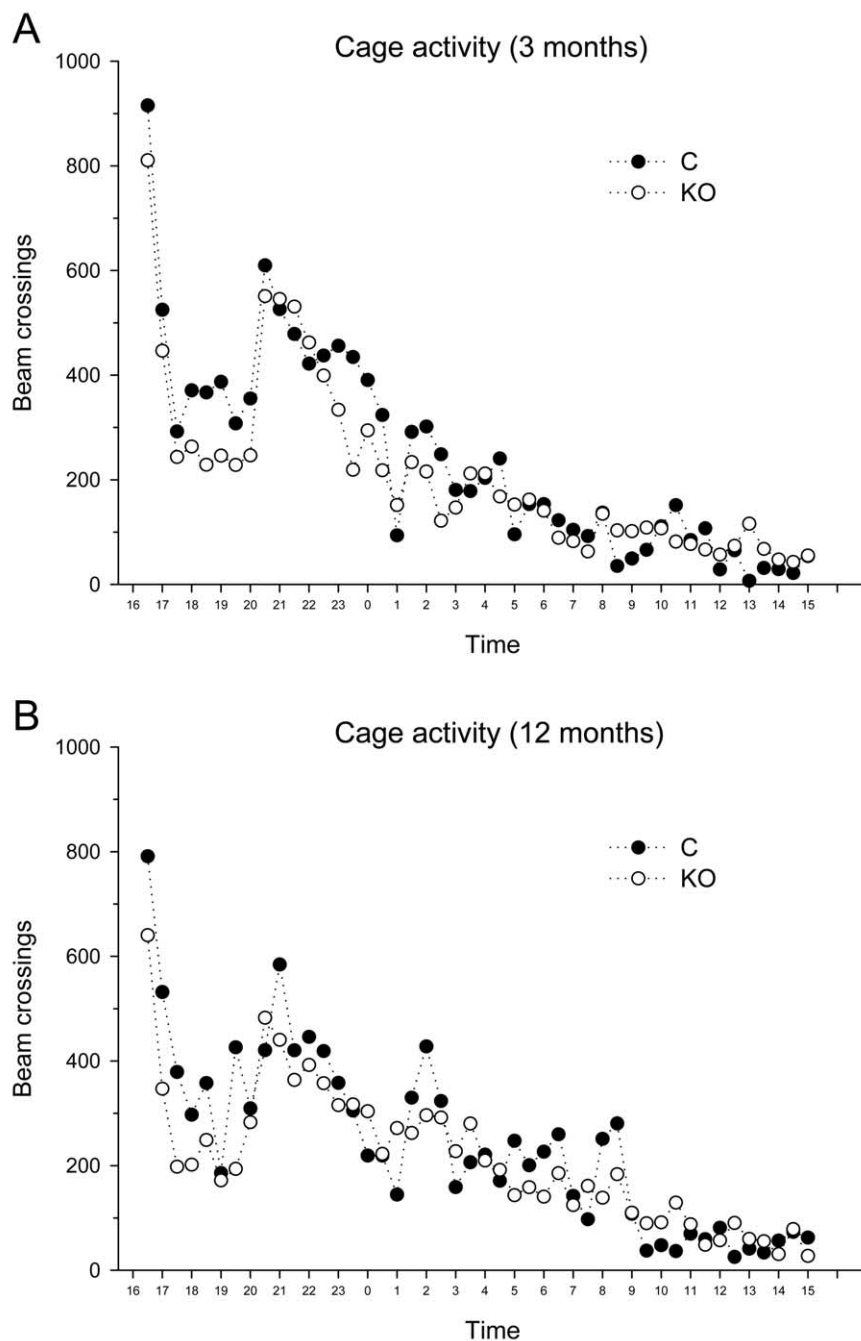 A
Cage activity (3 months)
1000
800
600
400
200
0
Beam crossings
C
KO
16 17 18 19 20 21 22 23 0 1 2 3 4 5 6 7 8 9 10 11 12 13 14 15
Time
B
Cage activity (12 months)
1000
800
600
400
200
0
Beam crossings
C
KO
16 17 18 19 20 21 22 23 0 1 2 3 4 5 6 7 8 9 10 11 12 13 14 15
Time